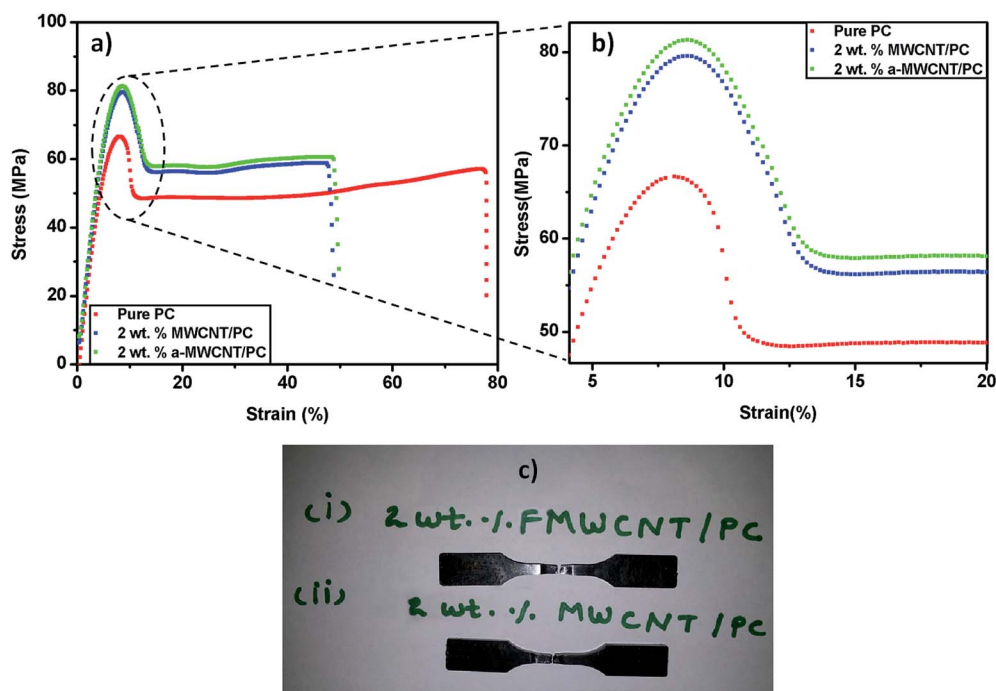 a)
Stress (MPa)
100
80
60
40
20
0
Pure PC
2 wt. % MWCNT/PC
2 wt. % a-MWCNT/PC
0 20 40 60 80
Strain (%)
b)
Stress(MPa)
80
70
60
50
Pure PC
2 wt. % MWCNT/PC
2 wt. % a-MWCNT/PC
5 10 15 20
Strain(%)
c)
(i) 2 wt.·/. FMWCNT/PC
(ii) 2 wt.·/. MWCNT/PC